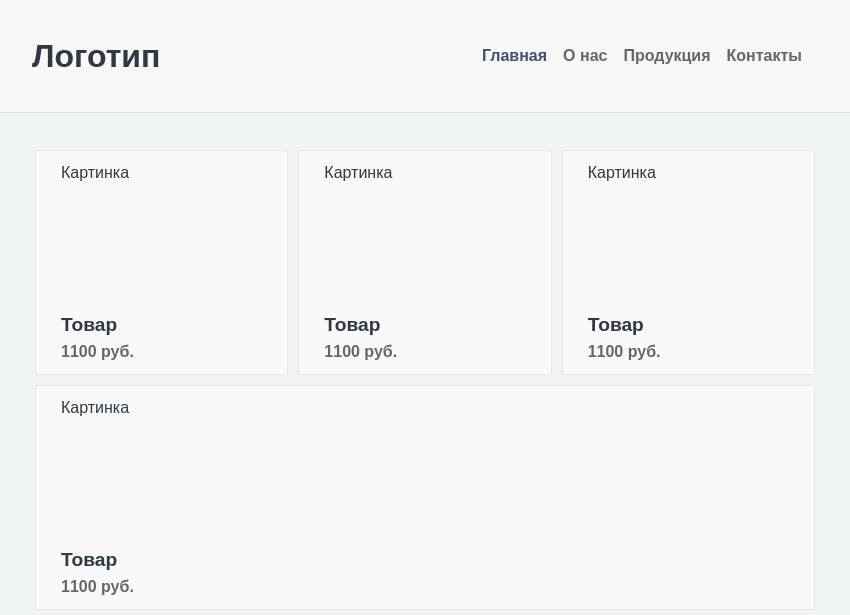 Логотип
Главная О нас Продукция Контакты
Картинка Картинка Картинка
Товар Товар Товар
1100 руб. 1100 руб. 1100 руб.
Картинка
Товар
1100 руб.